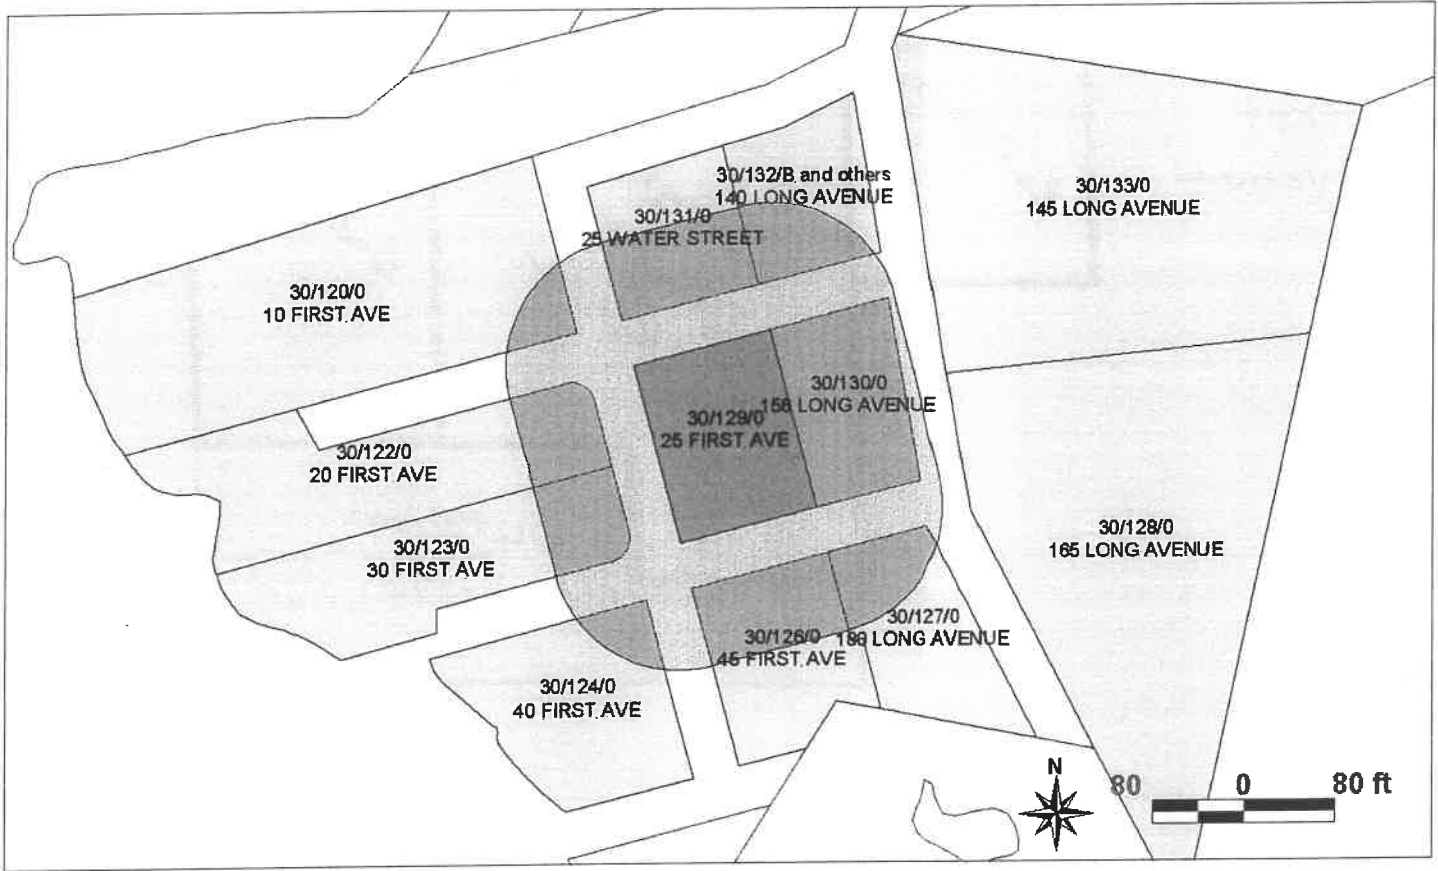 30/132/B and others
140 LONG AVENUE
30/131/0
25 WATER STREET
30/133/0
145 LONG AVENUE
30/120/0
10 FIRST AVE
30/130/0
158 LONG AVENUE
30/129/0
25 FIRST AVE
30/122/0
20 FIRST AVE
30/123/0
30 FIRST AVE
30/128/0
165 LONG AVENUE
30/127/0
180 LONG AVENUE
30/126/0
45 FIRST AVE
30/124/0
40 FIRST AVE
N
80 0 80 ft